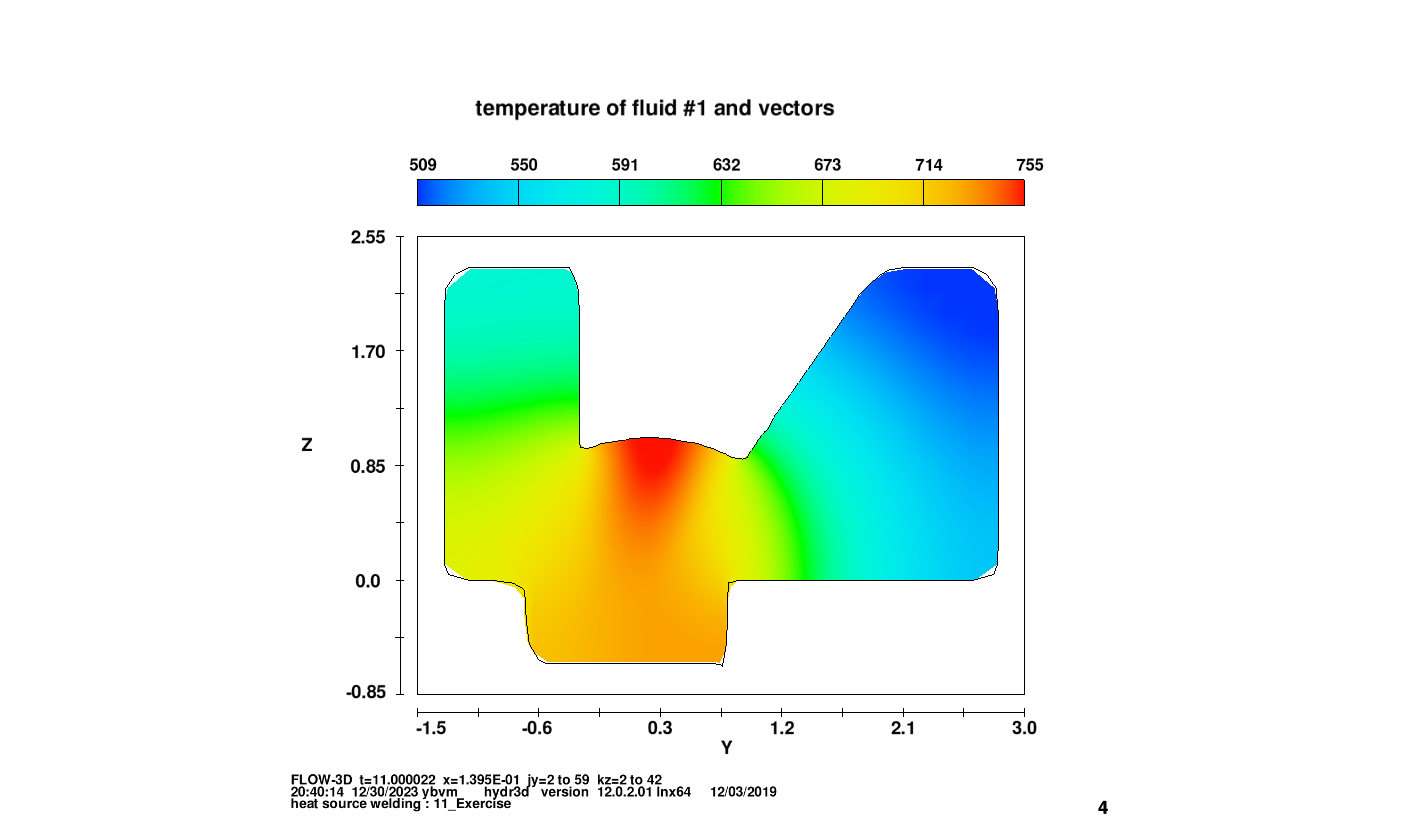 temperature of fluid #1 and vectors
509 550 591 632 673 714 755
2.55
1.70
Z
0.85
0.0
-0.85
-1.5 -0.6 0.3 1.2 2.1 3.0
Y
FLOW-3D t=11.000022 x=1.395E-01 jy=2 to 59 kz=2 to 42
20:40:14 12/30/2023 ybvm hydr3d version 12.0.2.01 lnx64 12/03/2019
heat source welding : 11_Exercise
4